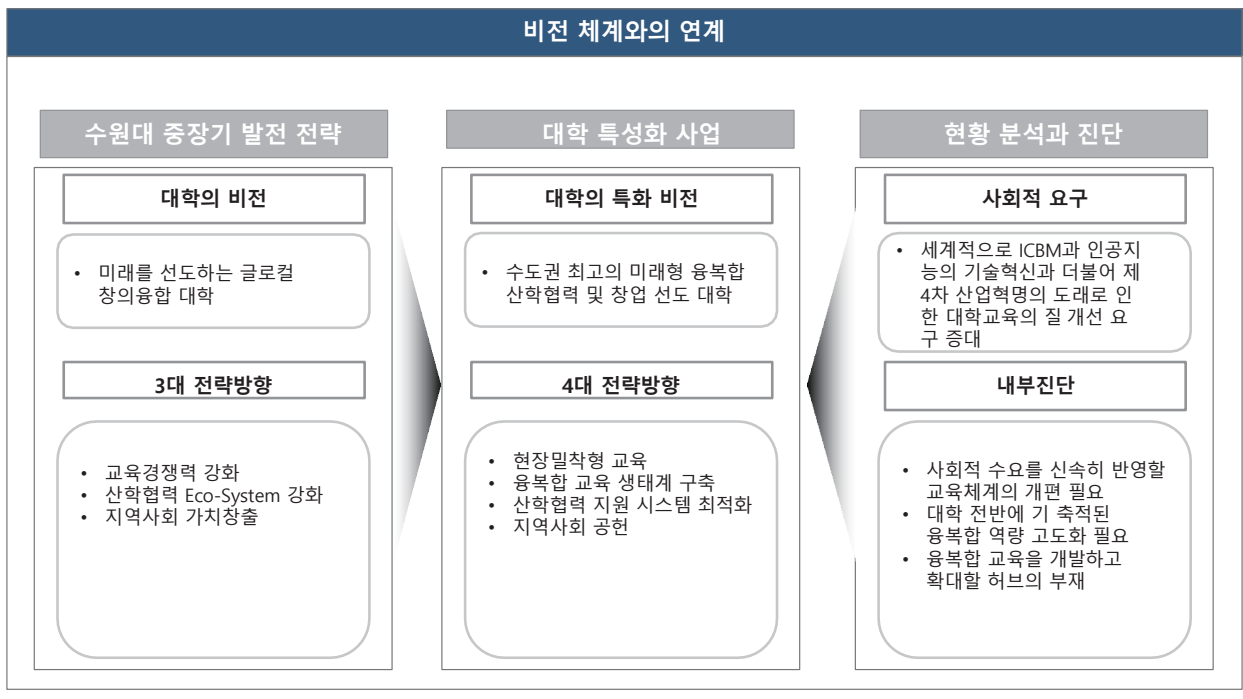 비전 체계와의 연계
수원대 중장기 발전 전략
대학의 비전
• 미래를 선도하는 글로컬
창의융합 대학
3대 전략방향
• 교육경쟁력 강화
• 산학협력 Eco-System 강화
• 지역사회 가치창출
대학 특성화 사업
대학의 특화 비전
• 수도권 최고의 미래형 융복합
산학협력 및 창업 선도 대학
4대 전략방향
• 현장밀착형 교육
• 융복합 교육 생태계 구축
• 산학협력 지원 시스템 최적화
• 지역사회 공헌
현황 분석과 진단
사회적 요구
• 세계적으로 ICBM과 인공지
능의 기술혁신과 더불어 제
4차 산업혁명의 도래로 인
한 대학교육의 질 개선 요
구 증대
내부진단
• 사회적 수요를 신속히 반영할
교육체계의 개편 필요
• 대학 전반에 기 축적된
융복합 역량 고도화 필요
• 융복합 교육을 개발하고
확대할 허브의 부재